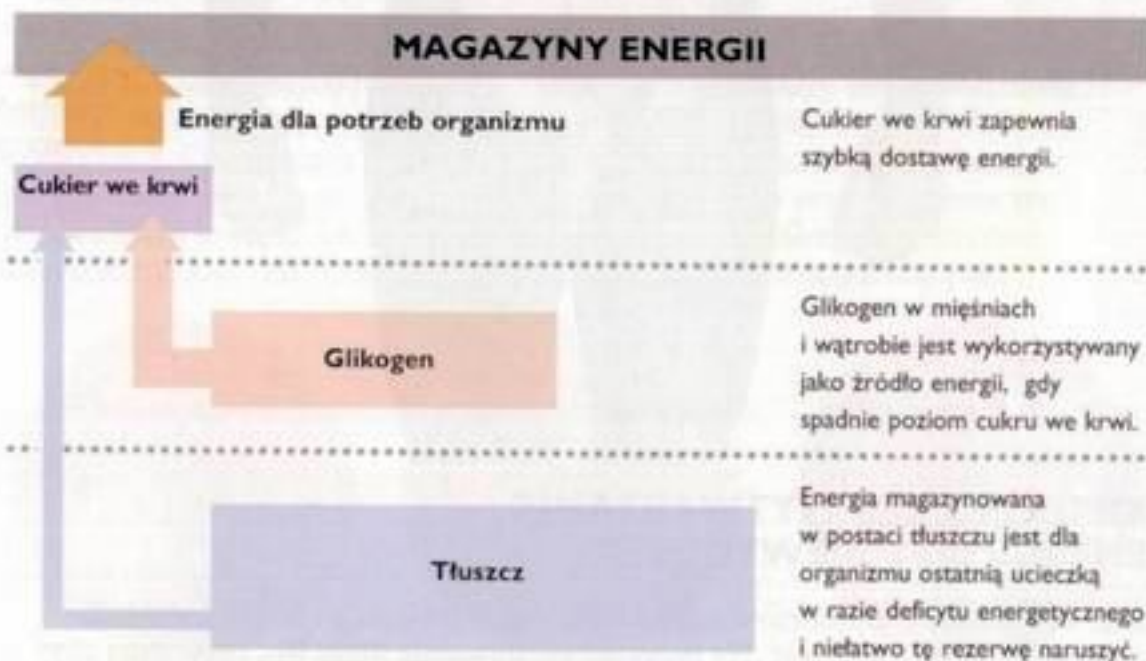 MAGAZYNY ENERGII
Energia dla potrzeb organizmu
Cukier we krwi zapewnia
szybką dostawę energii.
Cukier we krwi
Glikogen w mięśniach
i wątrobie jest wykorzystywany
jako źródło energii, gdy
spadnie poziom cukru we krwi.
Glikogen
Energia magazynowana
w postaci tłuszczu jest dla
organizmu ostatnią ucieczką
w razie deficytu energetycznego
i niełatwo tę rezerwę naruszyć.
Tłuszcz